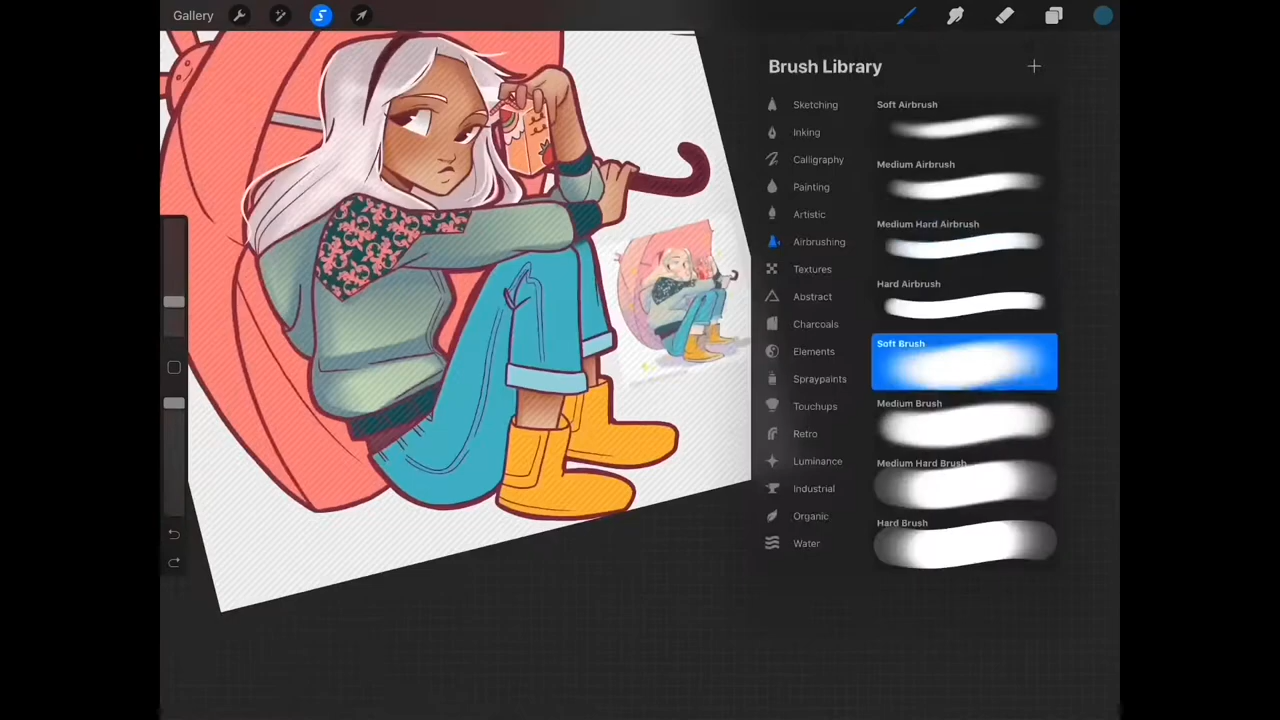 Gallery
Brush Library
Sketching
Inking
Calligraphy
Painting
Artistic
Airbrushing
Textures
Abstract
Charcoals
Elements
Spraypaints
Touchups
Retro
Luminance
Industrial
Organic
Water
Soft Airbrush
Medium Airbrush
Medium Hard Airbrush
Hard Airbrush
Soft Brush
Medium Brush
Medium Hard Brush
Hard Brush